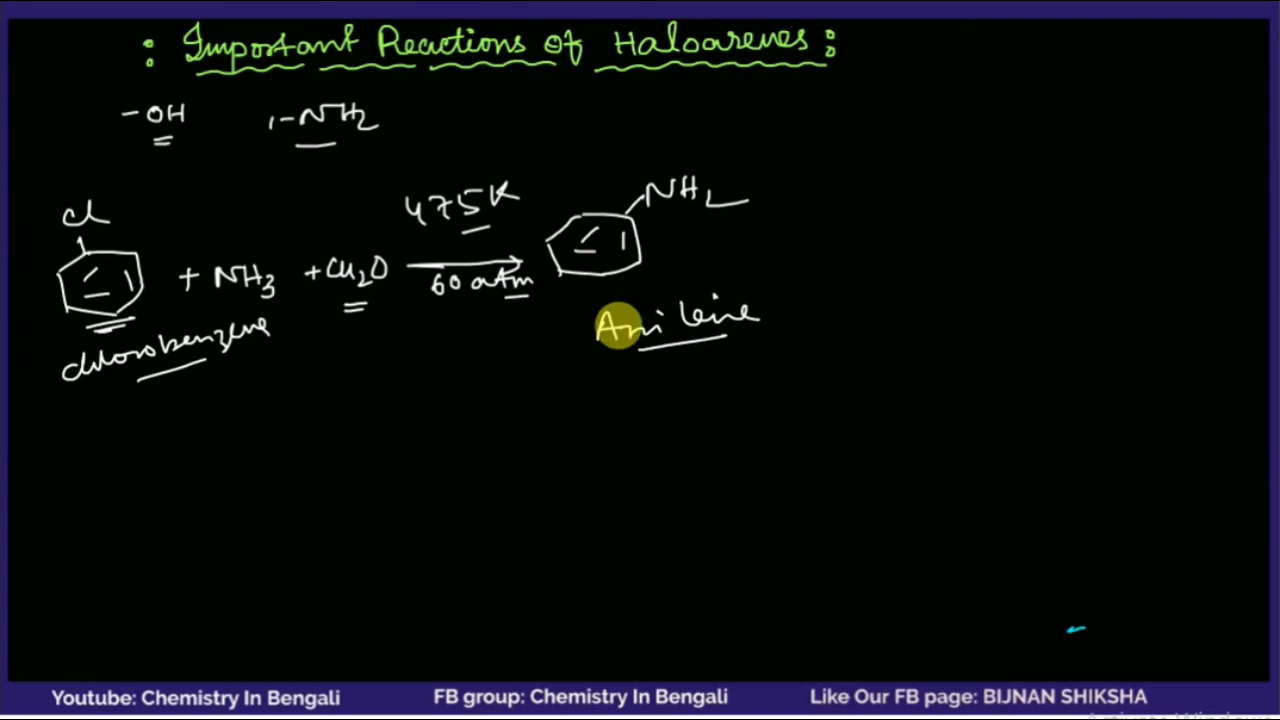 : Important Reactions of Haloarenes :
-OH -NH2
Cl 475K NH2
+ NH3 + Cu2O 60 atm
chlorobenzene Aniline
Youtube: Chemistry In Bengali FB group: Chemistry In Bengali Like Our FB page: BIJNAN SHIKSHA